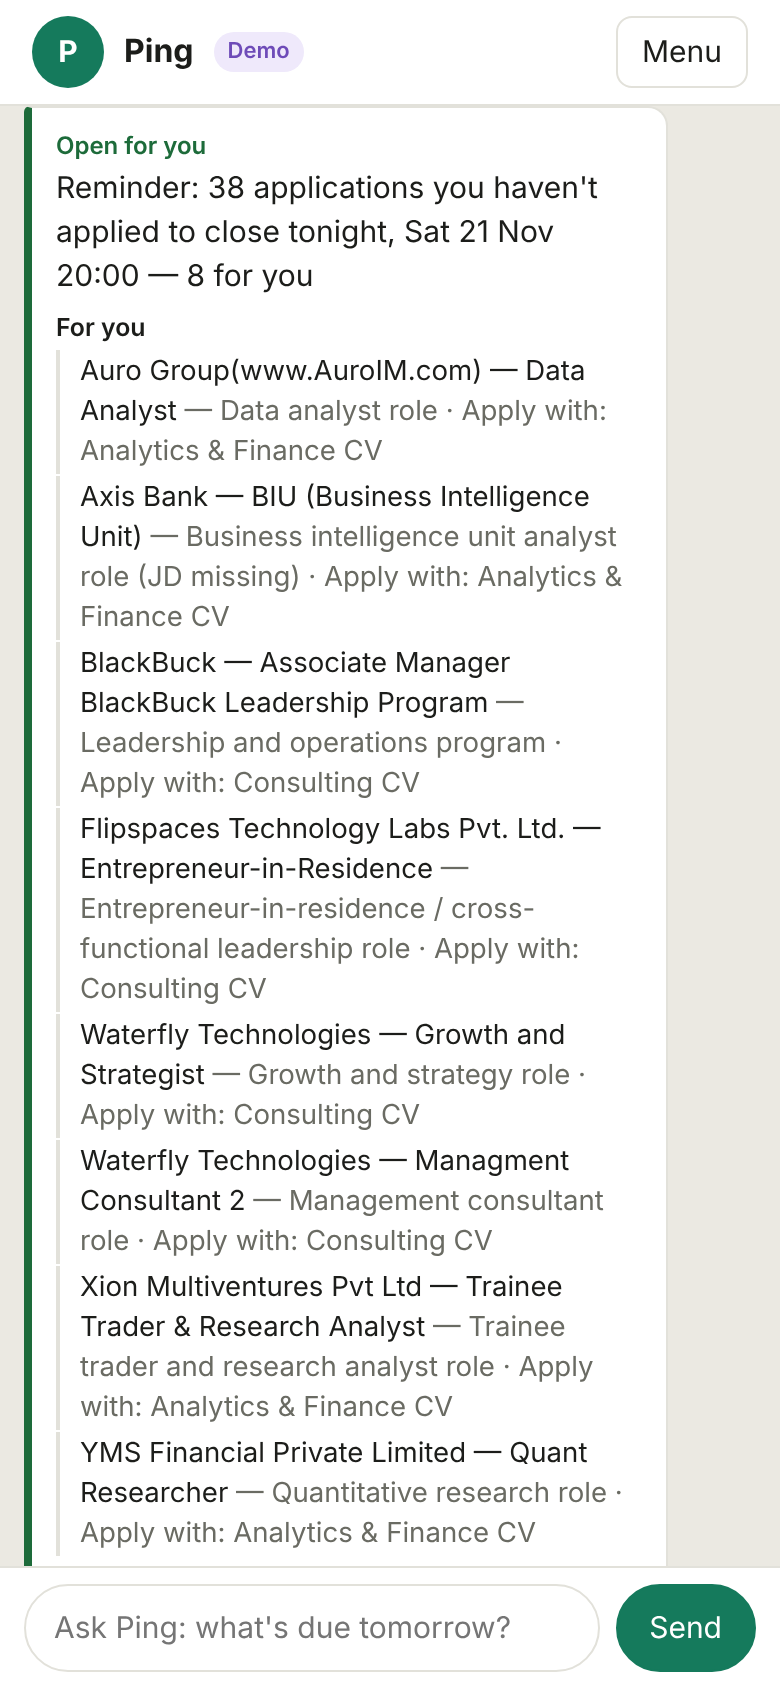 P
Ping
Demo
Menu
Open for you
Reminder: 38 applications you haven't
applied to close tonight, Sat 21 Nov
20:00 — 8 for you
For you
Auro Group(www.AuroIM.com) — Data
Analyst — Data analyst role · Apply with:
Analytics & Finance CV
Axis Bank — BIU (Business Intelligence
Unit) — Business intelligence unit analyst
role (JD missing) · Apply with: Analytics &
Finance CV
BlackBuck — Associate Manager
BlackBuck Leadership Program —
Leadership and operations program ·
Apply with: Consulting CV
Flipspaces Technology Labs Pvt. Ltd. —
Entrepreneur-in-Residence —
Entrepreneur-in-residence / cross-
functional leadership role · Apply with:
Consulting CV
Waterfly Technologies — Growth and
Strategist — Growth and strategy role ·
Apply with: Consulting CV
Waterfly Technologies — Managment
Consultant 2 — Management consultant
role · Apply with: Consulting CV
Xion Multiventures Pvt Ltd — Trainee
Trader & Research Analyst — Trainee
trader and research analyst role · Apply
with: Analytics & Finance CV
YMS Financial Private Limited — Quant
Researcher — Quantitative research role ·
Apply with: Analytics & Finance CV
Ask Ping: what's due tomorrow?
Send